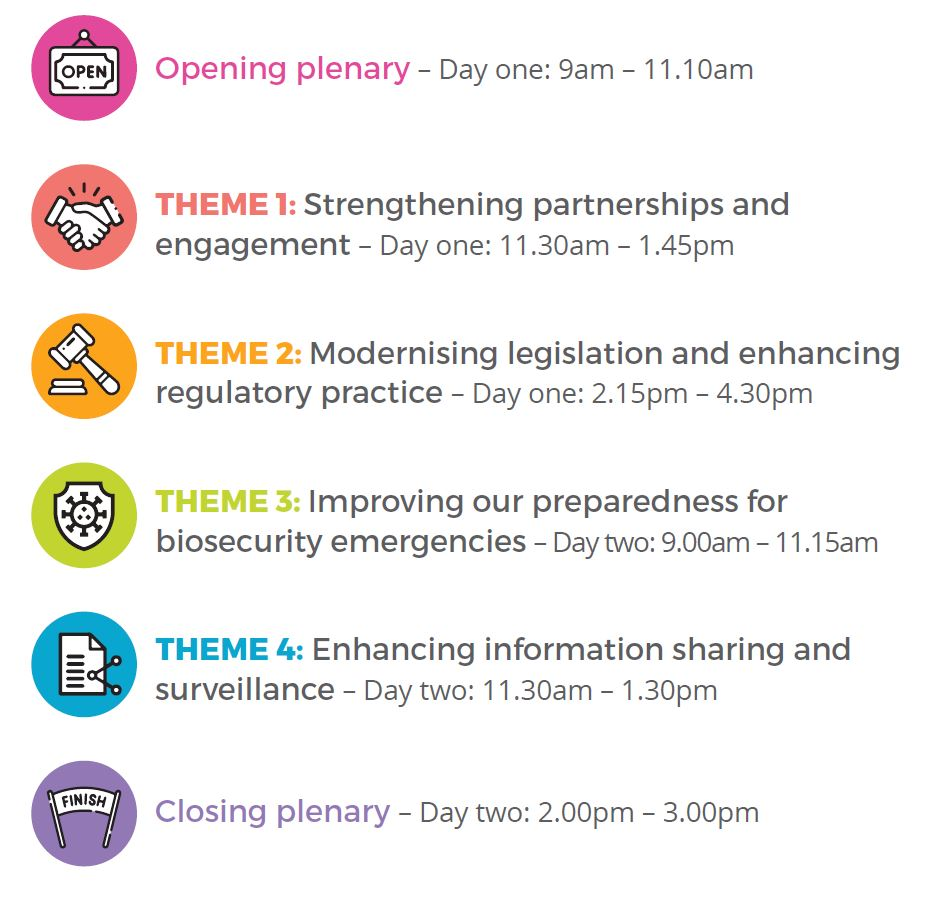 OPEN
Opening plenary – Day one: 9am – 11.10am
THEME 1: Strengthening partnerships and
engagement – Day one: 11.30am – 1.45pm
THEME 2: Modernising legislation and enhancing
regulatory practice – Day one: 2.15pm – 4.30pm
THEME 3: Improving our preparedness for
biosecurity emergencies – Day two: 9.00am – 11.15am
THEME 4: Enhancing information sharing and
surveillance – Day two: 11.30am – 1.30pm
FINISH
Closing plenary – Day two: 2.00pm – 3.00pm